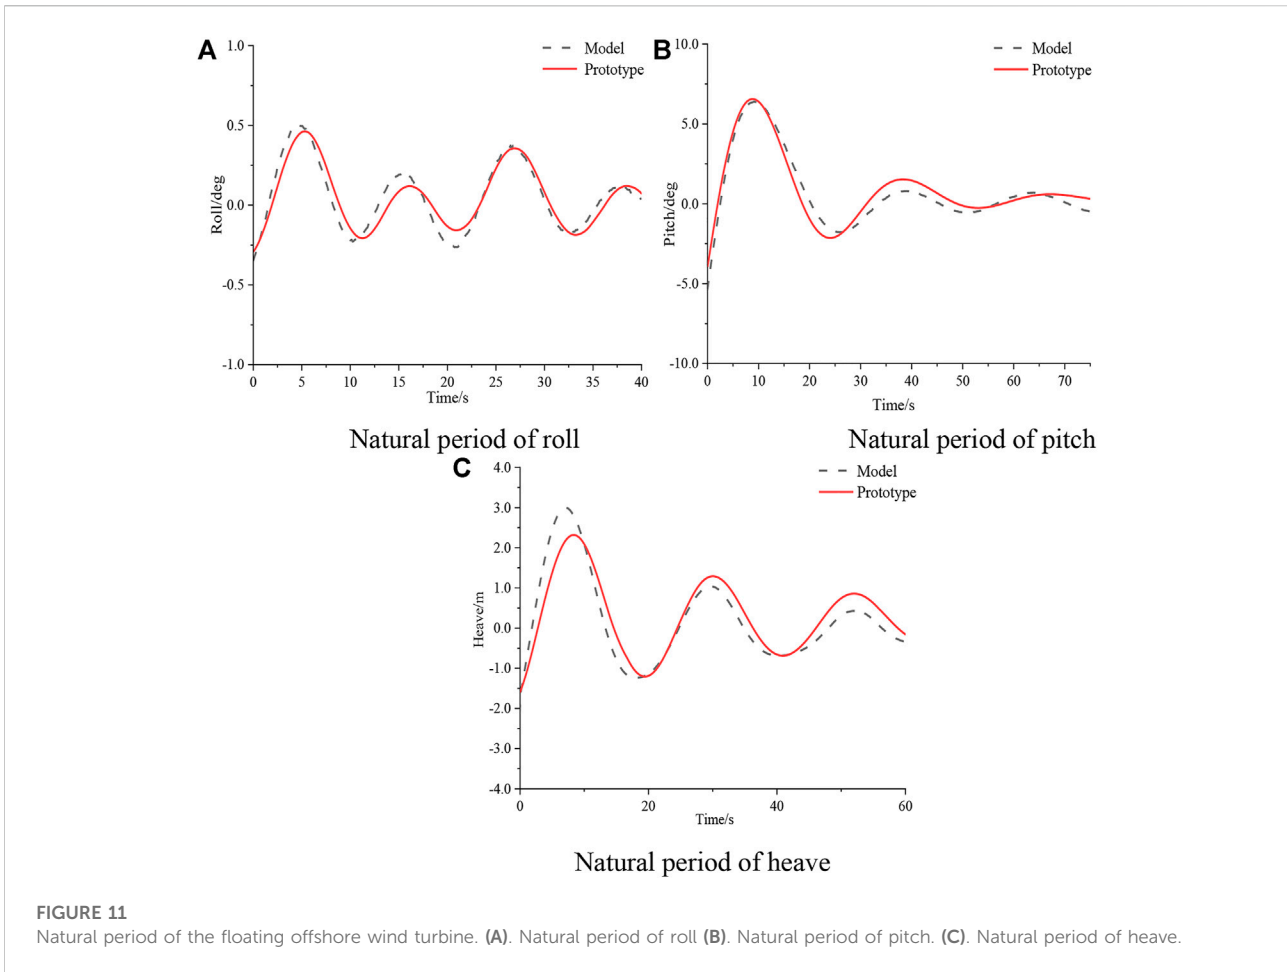 A
1.0
0.5
0.0
-0.5
-1.0
Roll/deg
0 5 10 15 20 25 30 35 40
Time/s
Model
Prototype
Natural period of roll
B
10.0
5.0
0.0
-5.0
-10.0
Pitch/deg
0 10 20 30 40 50 60 70
Time/s
Model
Prototype
Natural period of pitch
C
4.0
3.0
2.0
1.0
0.0
-1.0
-2.0
-3.0
-4.0
Heave/m
0 20 40 60
Time/s
Model
Prototype
Natural period of heave
FIGURE 11
Natural period of the floating offshore wind turbine. (A). Natural period of roll (B). Natural period of pitch. (C). Natural period of heave.